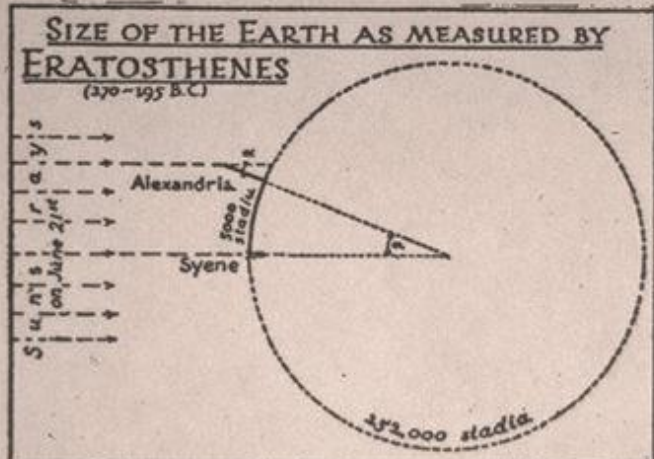 SIZE OF THE EARTH AS MEASURED BY
ERATOSTHENES
(270-195 B.C)
Sun's rays
on June 21st
Alexandria
5000
stadia
Syene
252,000 stadia